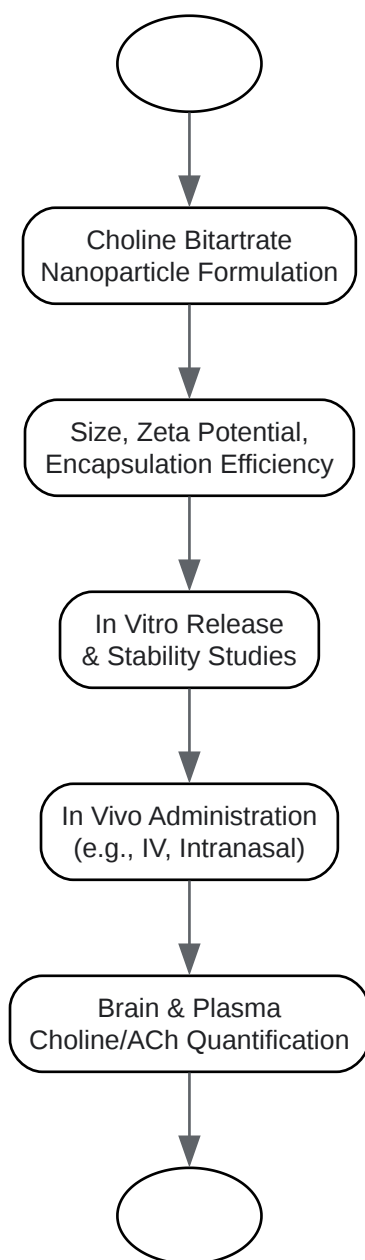 Choline Bitartrate
Nanoparticle Formulation
Size, Zeta Potential,
Encapsulation Efficiency
In Vitro Release
& Stability Studies
In Vivo Administration
(e.g., IV, Intranasal)
Brain & Plasma
Choline/ACh Quantification